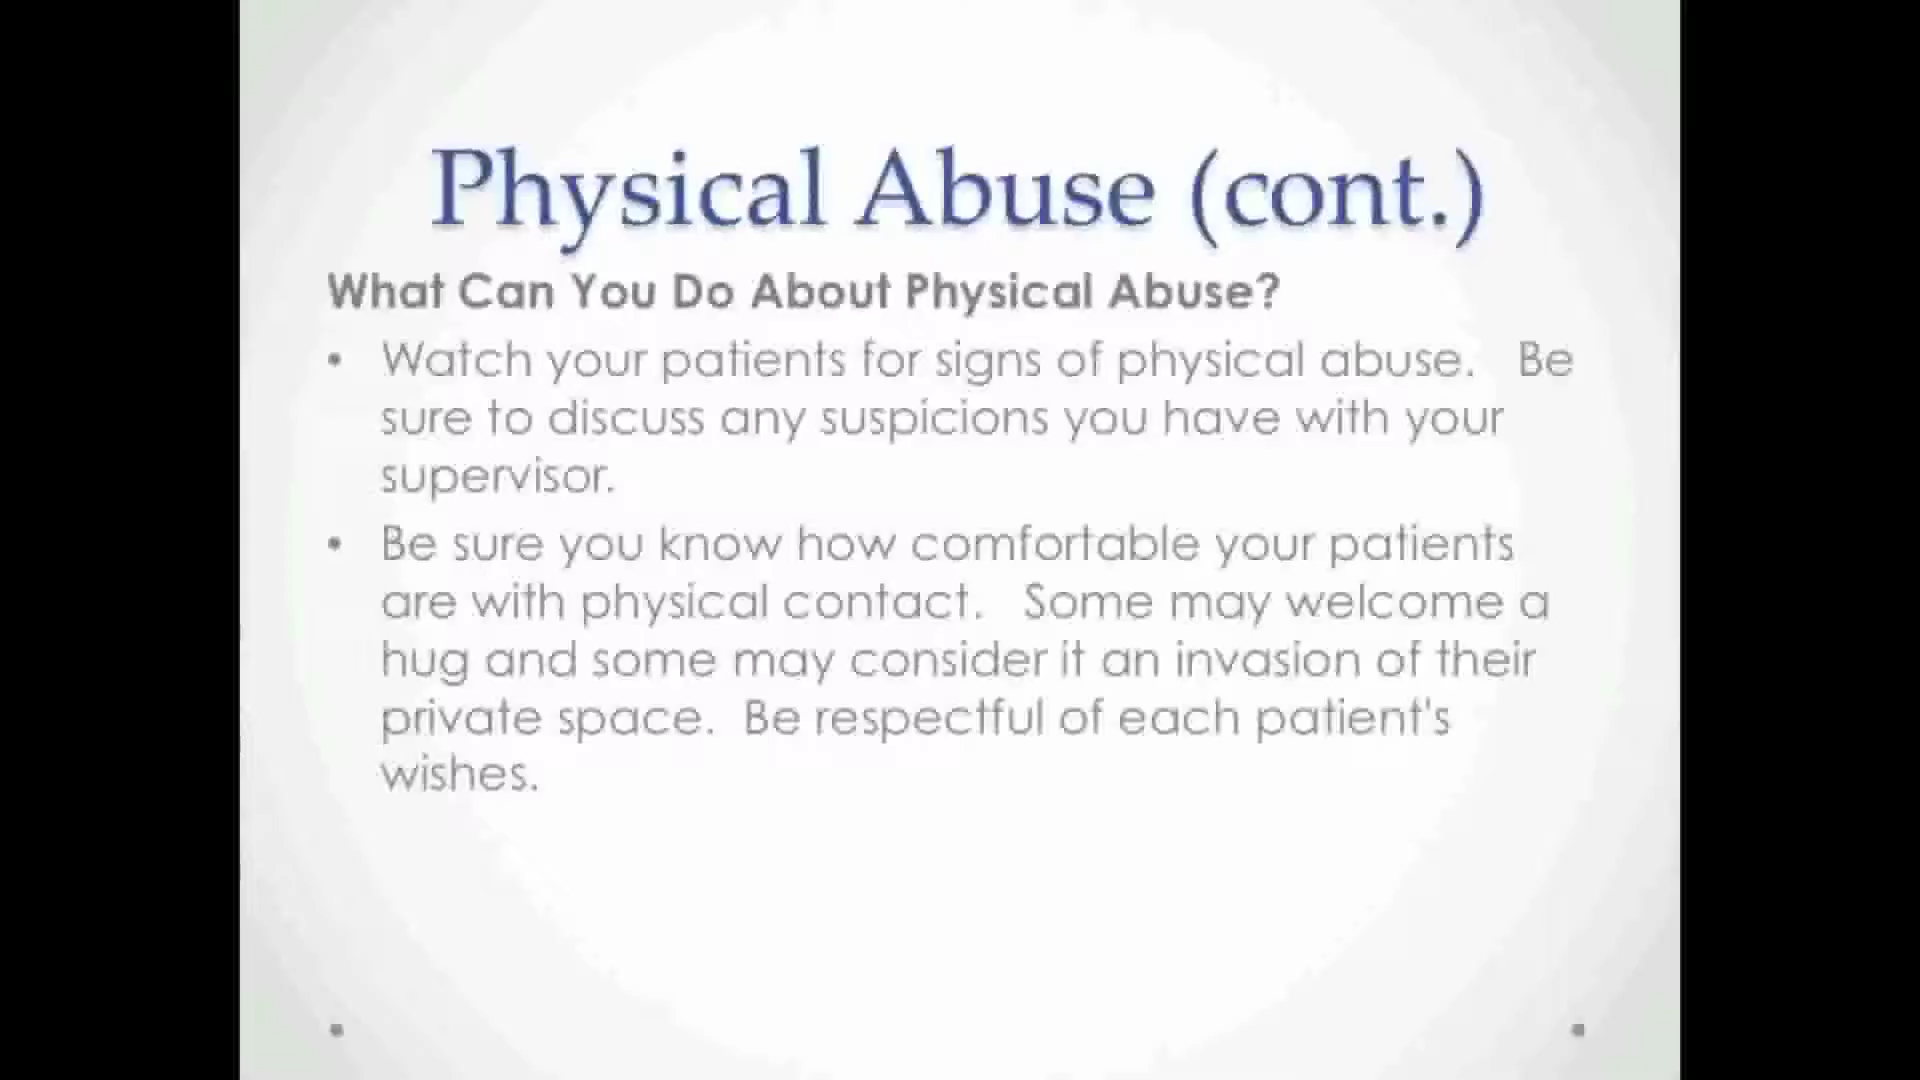 Physical Abuse (cont.)
What Can You Do About Physical Abuse?
• Watch your patients for signs of physical abuse.   Be
sure to discuss any suspicions you have with your
supervisor.
• Be sure you know how comfortable your patients
are with physical contact.   Some may welcome a
hug and some may consider it an invasion of their
private space.  Be respectful of each patient's
wishes.